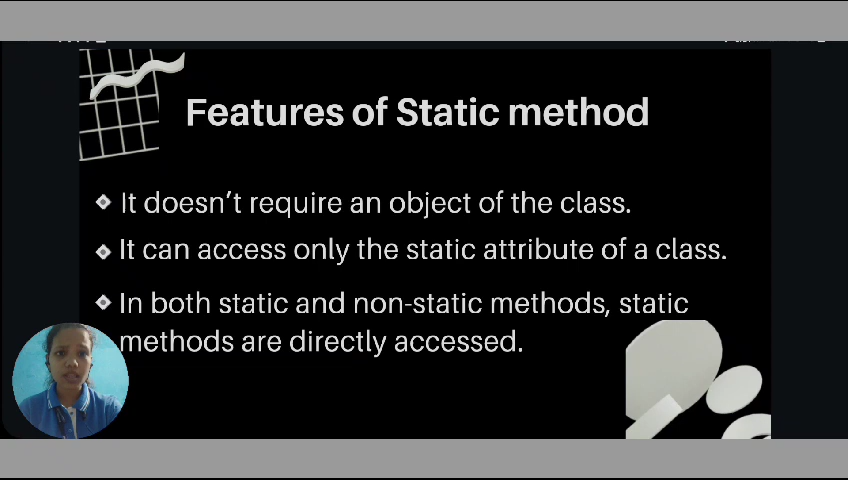 Features of Static method
It doesn't require an object of the class.
It can access only the static attribute of a class.
In both static and non-static methods, static
methods are directly accessed.